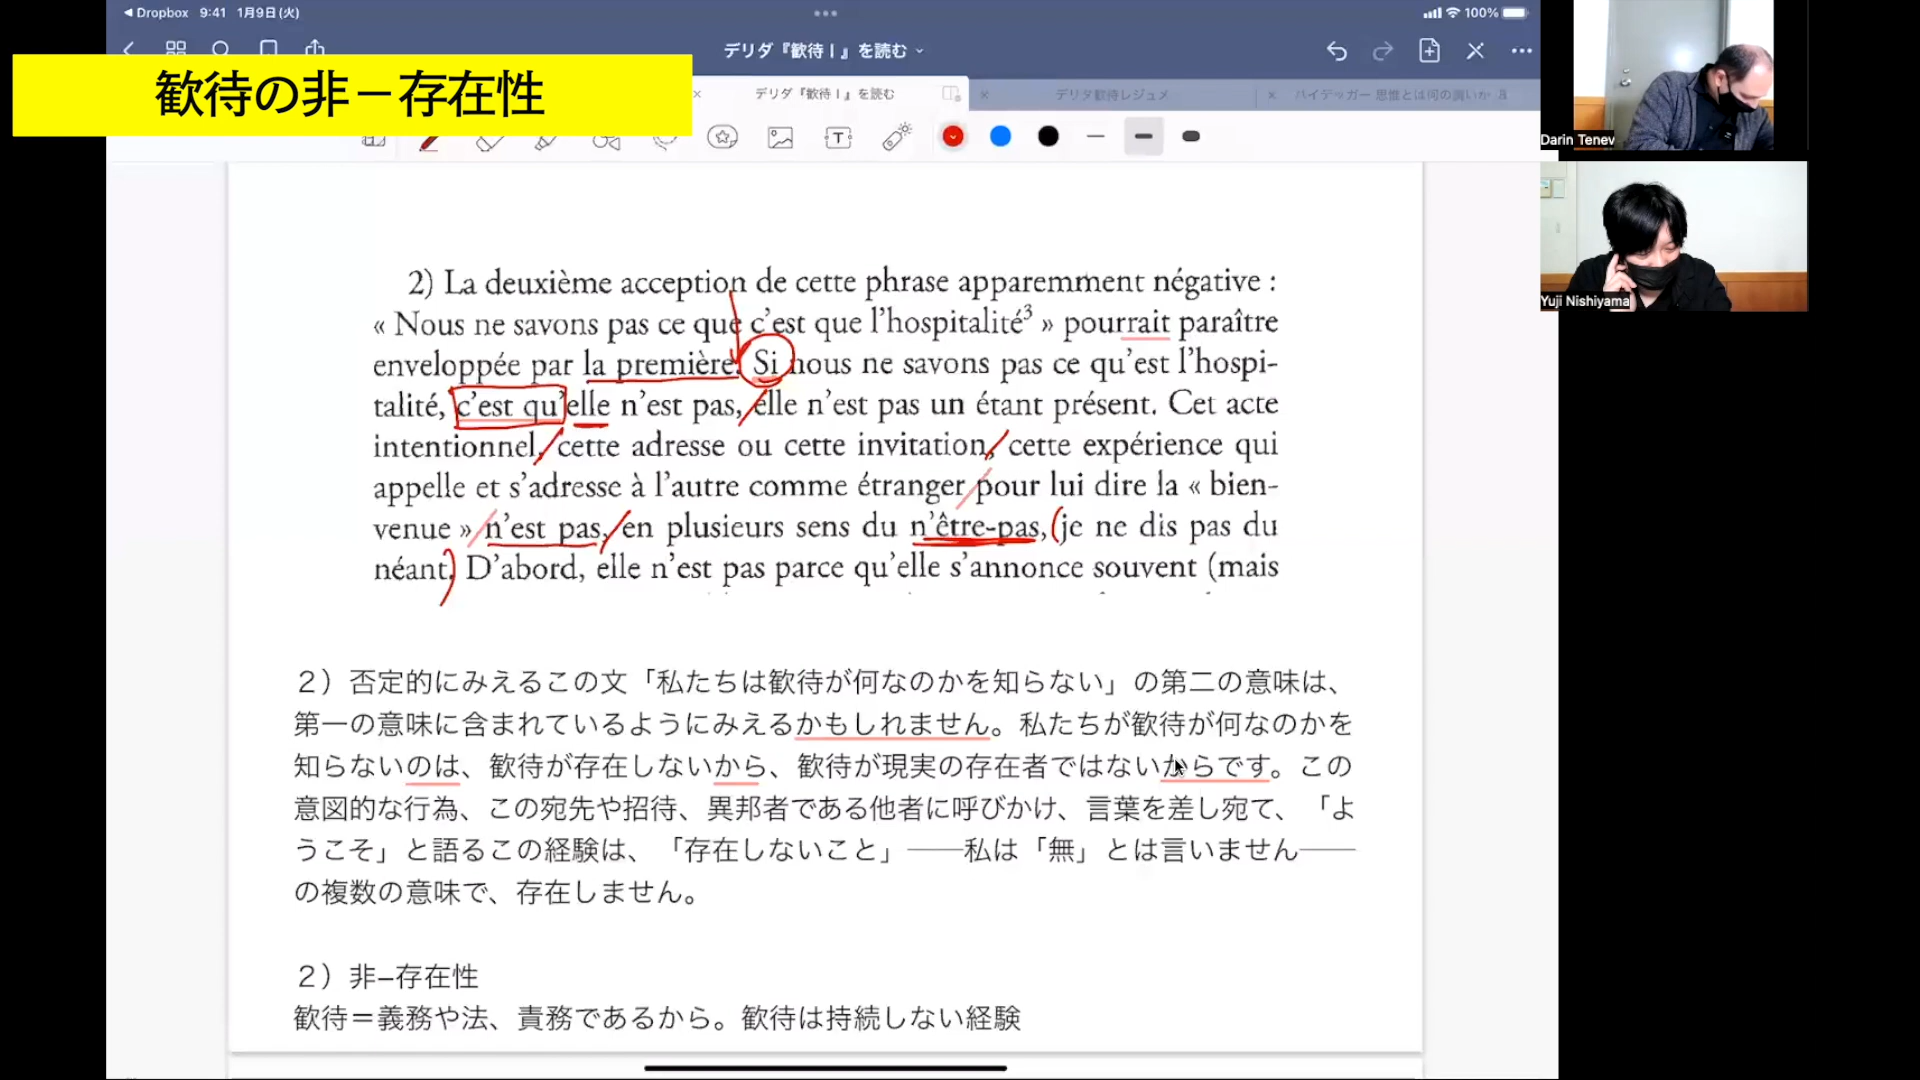 Dropbox 9:41 1月9日(火)
100%
デリダ『歓待Ⅰ』を読む
歓待の非－存在性
デリダ『歓待Ⅰ』を読む
デリダ歓待レジュメ
T
Darin Tenev
Yuji Nishiyama
2) La deuxième acception de cette phrase apparemment négative :
« Nous ne savons pas ce que c’est que l’hospitalité³ » pourrait paraître
enveloppée par la première. Si nous ne savons pas ce qu’est l’hospi-
talité, c’est qu’elle n’est pas, elle n’est pas un étant présent. Cet acte
intentionnel, cette adresse ou cette invitation, cette expérience qui
appelle et s’adresse à l’autre comme étranger pour lui dire la « bien-
venue » n’est pas, en plusieurs sens du n’être-pas, je ne dis pas du
néant. D’abord, elle n’est pas parce qu’elle s’annonce souvent (mais
２）否定的にみえるこの文「私たちは歓待が何なのかを知らない」の第二の意味は、
第一の意味に含まれているようにみえるかもしれません。私たちが歓待が何なのかを
知らないのは、歓待が存在しないから、歓待が現実の存在者ではないからです。この
意図的な行為、この宛先や招待、異邦者である他者に呼びかけ、言葉を差し宛て、「よ
うこそ」と語るこの経験は、「存在しないこと」——私は「無」とは言いません——
の複数の意味で、存在しません。
２）非–存在性
歓待＝義務や法、責務であるから。歓待は持続しない経験